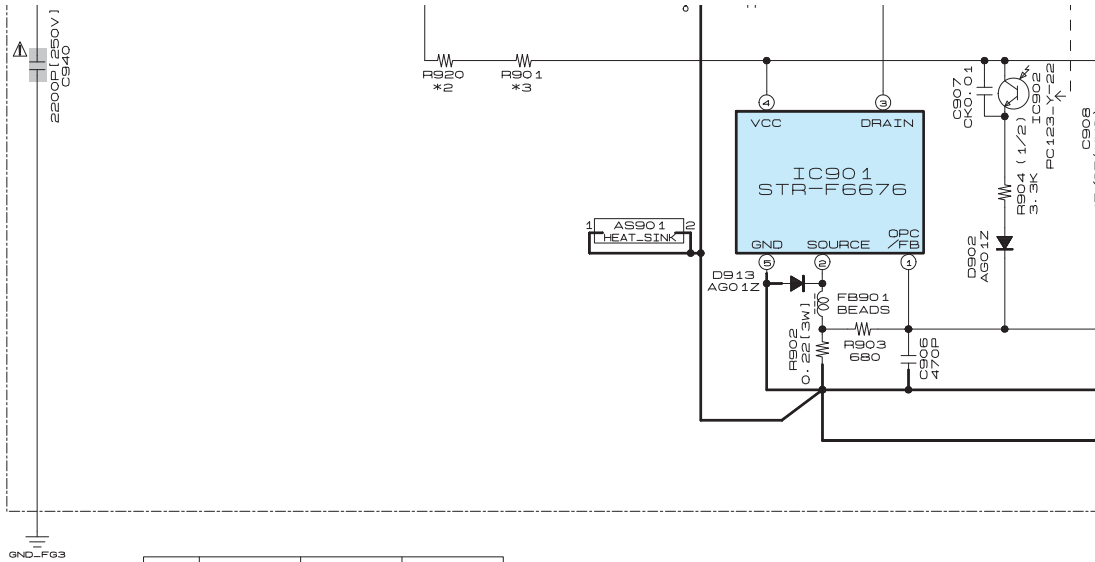 2200P[250V]
C940
R920
*2
R901
*3
4
VCC
3
DRAIN
IC901
STR-F6676
GND
SOURCE
OPC
/FB
5
2
1
1
AS901
HEAT_SINK
2
D913
AG01Z
FB901
BEADS
R902
0.22[3W]
R903
680
C906
470P
C907
CK0.01
IC902
PC123_Y-22
(1/2)
R904
3.3K
D902
AG01Z
C908
GND_FG3